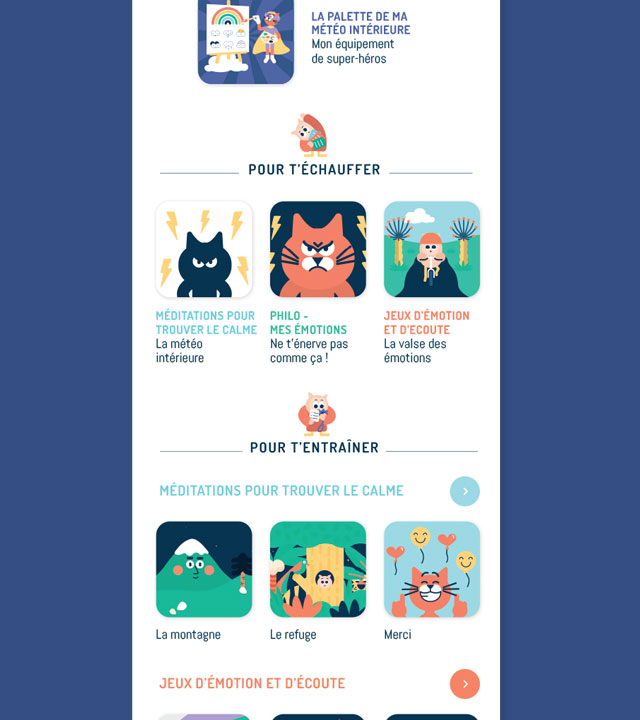 LA PALETTE DE MA
MÉTÉO INTÉRIEURE
Mon équipement
de super-héros
POUR T'ÉCHAUFFER
MÉDITATIONS POUR
TROUVER LE CALME
La météo
intérieure
PHILO -
MES ÉMOTIONS
Ne t'énerve pas
comme ça !
JEUX D'ÉMOTION
ET D'ECOUTE
La valse des
émotions
POUR T'ENTRAÎNER
MÉDITATIONS POUR TROUVER LE CALME
La montagne
Le refuge
Merci
JEUX D'ÉMOTION ET D'ÉCOUTE